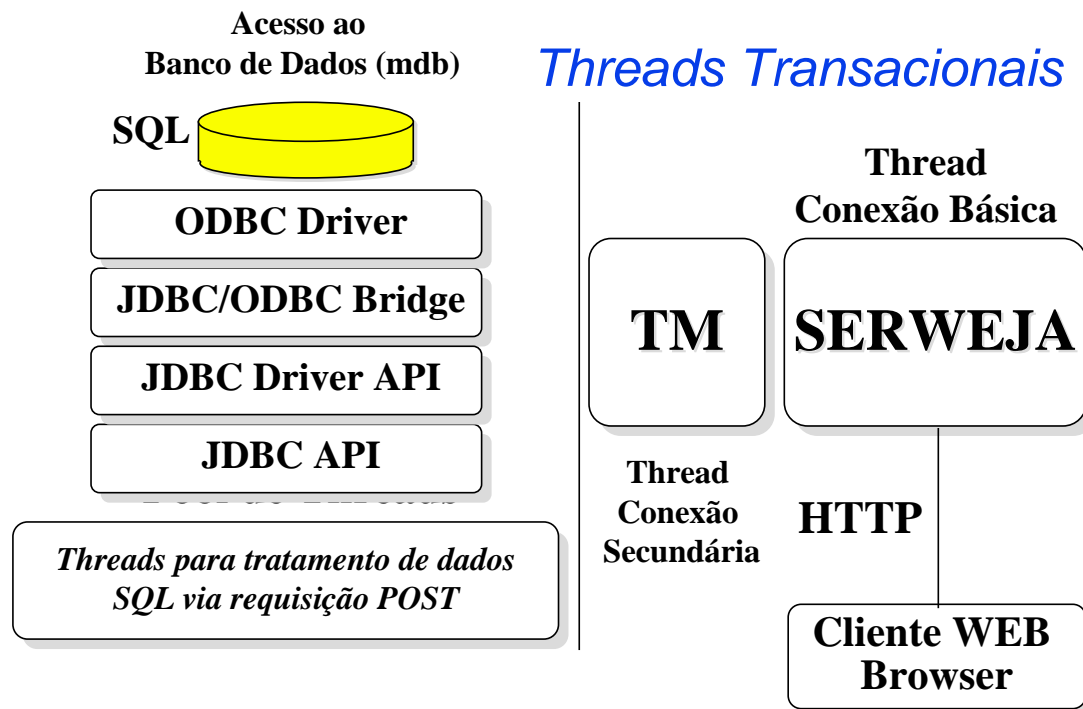 Acesso ao
Banco de Dados (mdb)
Threads Transacionais
SQL
ODBC Driver
JDBC/ODBC Bridge
JDBC Driver API
JDBC API
Threads para tratamento de dados
SQL via requisição POST
Thread
Conexão Básica
TM
SERWEJA
Thread
Conexão
Secundária
HTTP
Cliente WEB
Browser